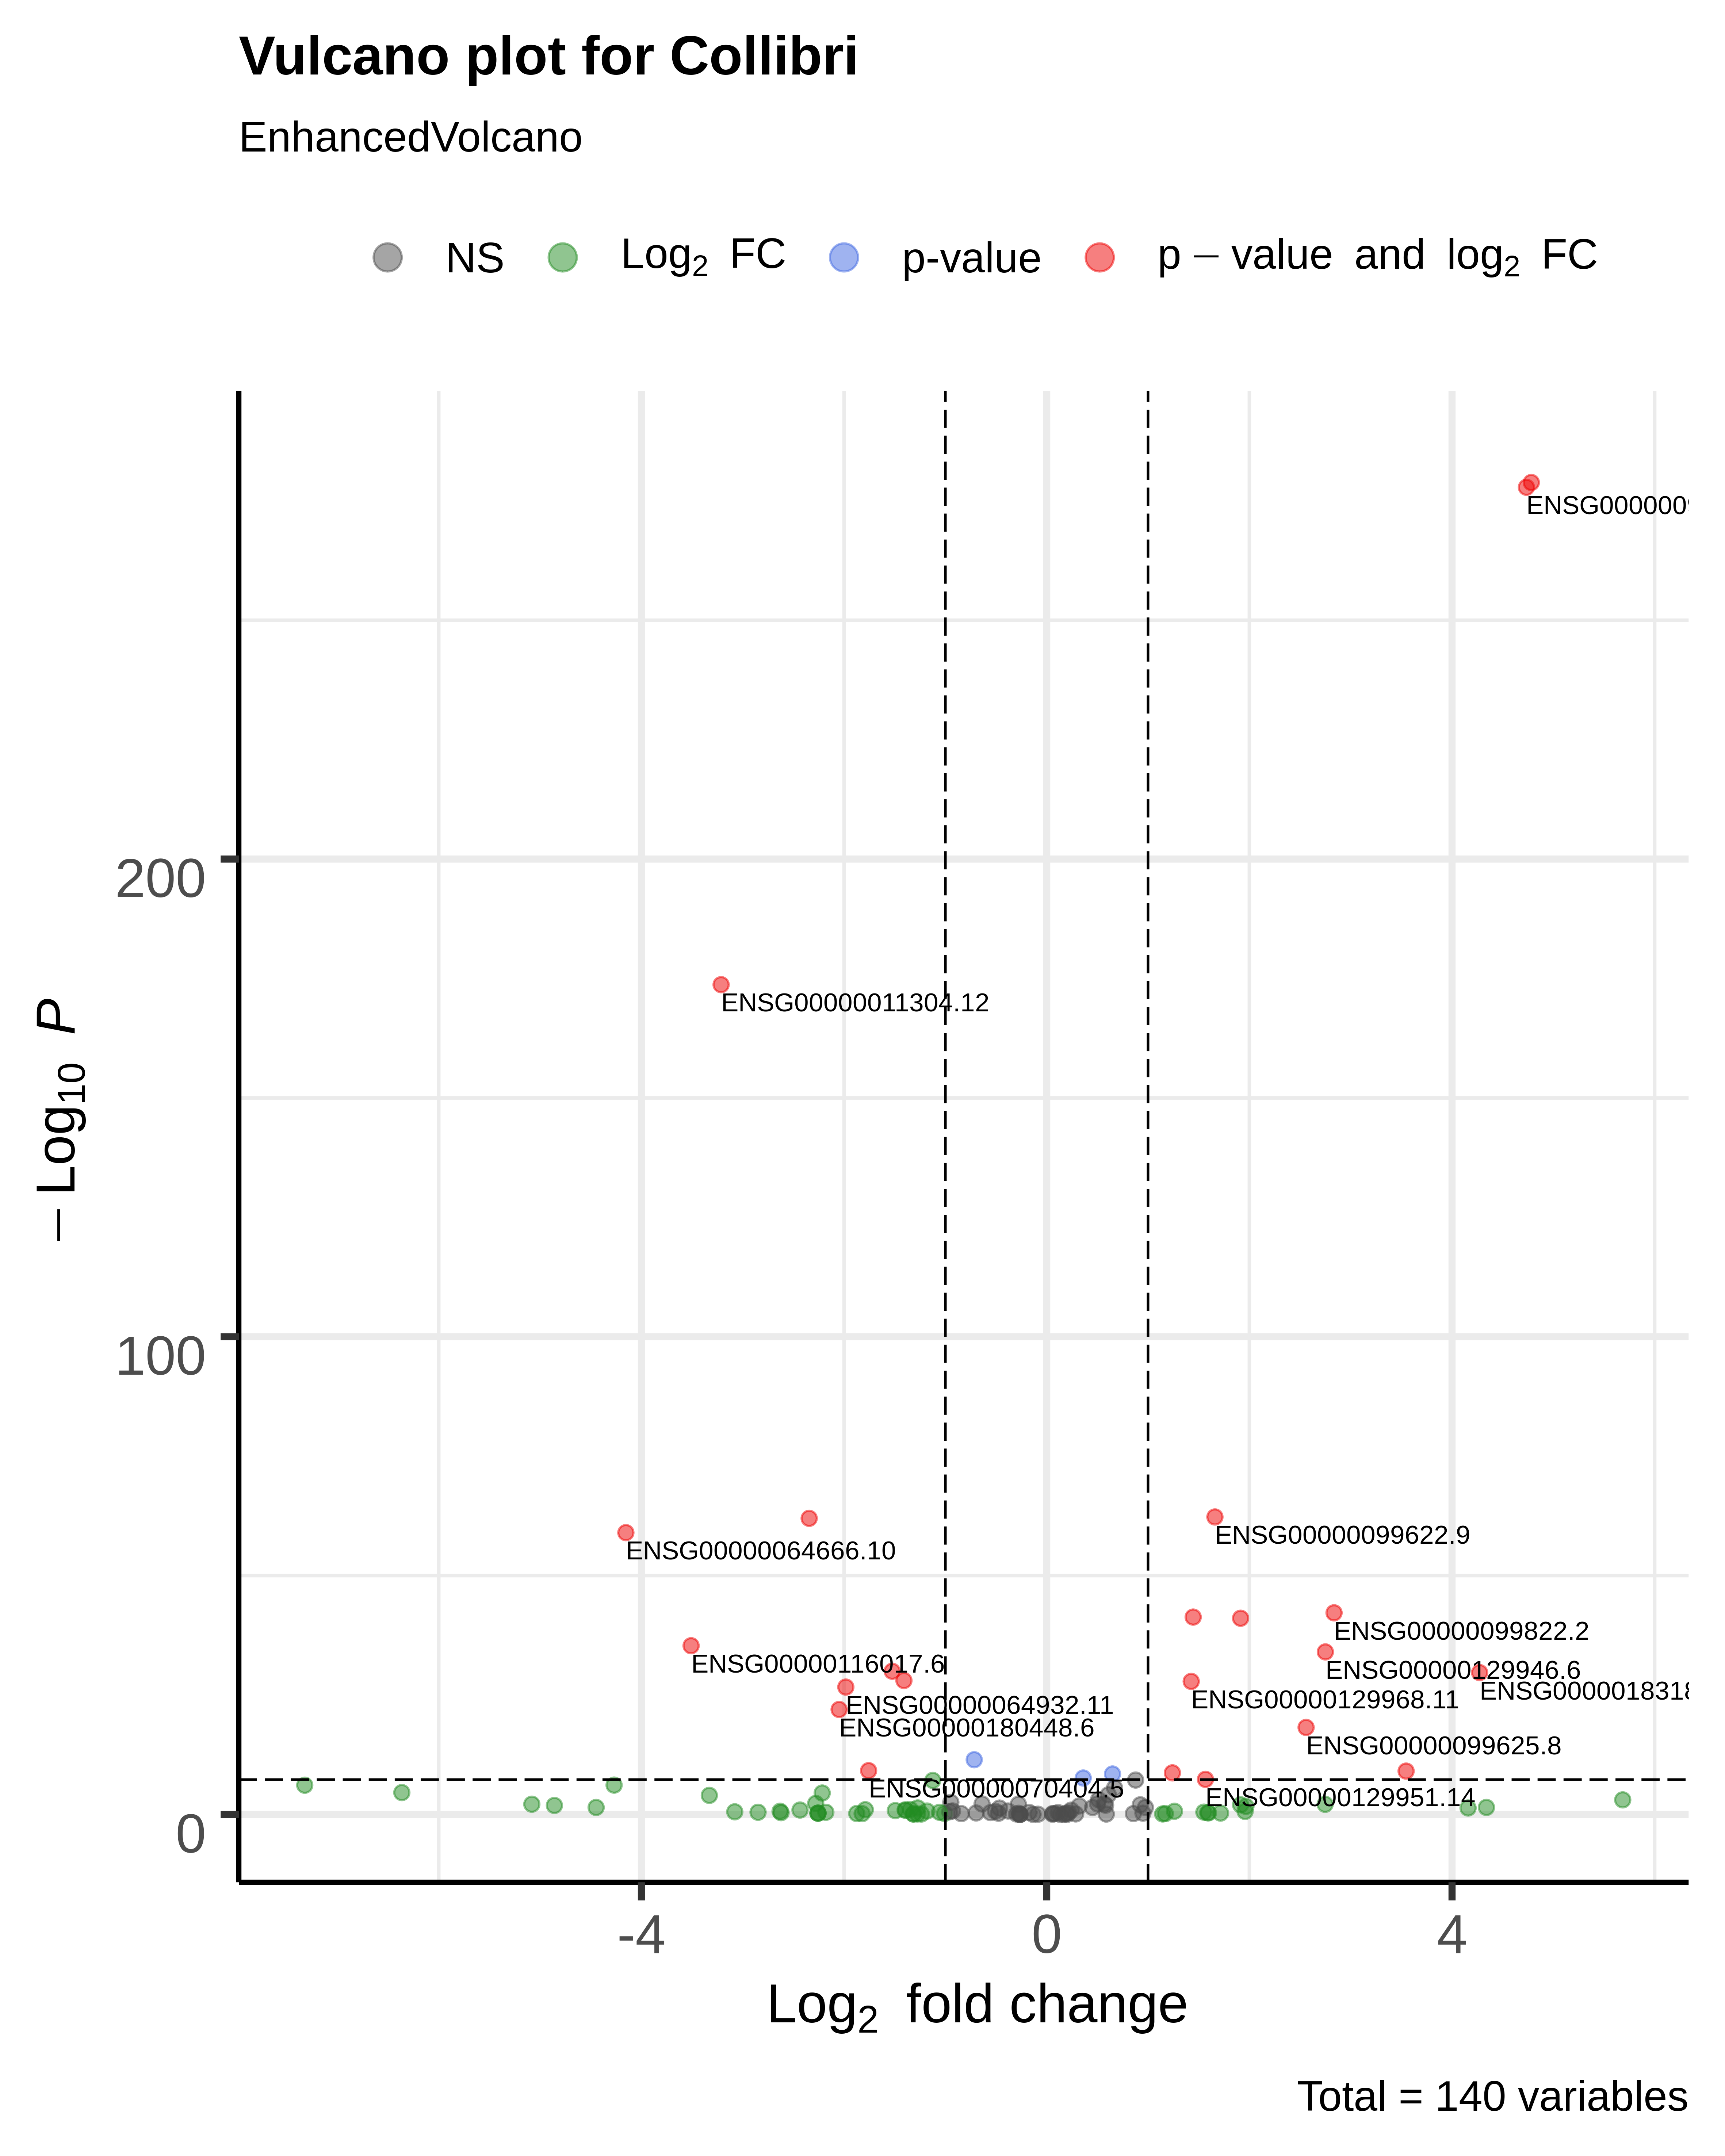 Vulcano plot for Collibri
EnhancedVolcano
NS Log2 FC p-value p − value and log2 FC
− Log10 P
200
100
0
ENSG0000009
ENSG00000011304.12
ENSG00000064666.10
ENSG00000099622.9
ENSG00000099822.2
ENSG00000116017.6
ENSG00000129946.6
ENSG0000018318
ENSG00000129968.11
ENSG00000064932.11
ENSG00000180448.6
ENSG00000099625.8
ENSG00000070404.5
ENSG00000129951.14
-4 0 4
Log2 fold change
Total = 140 variables